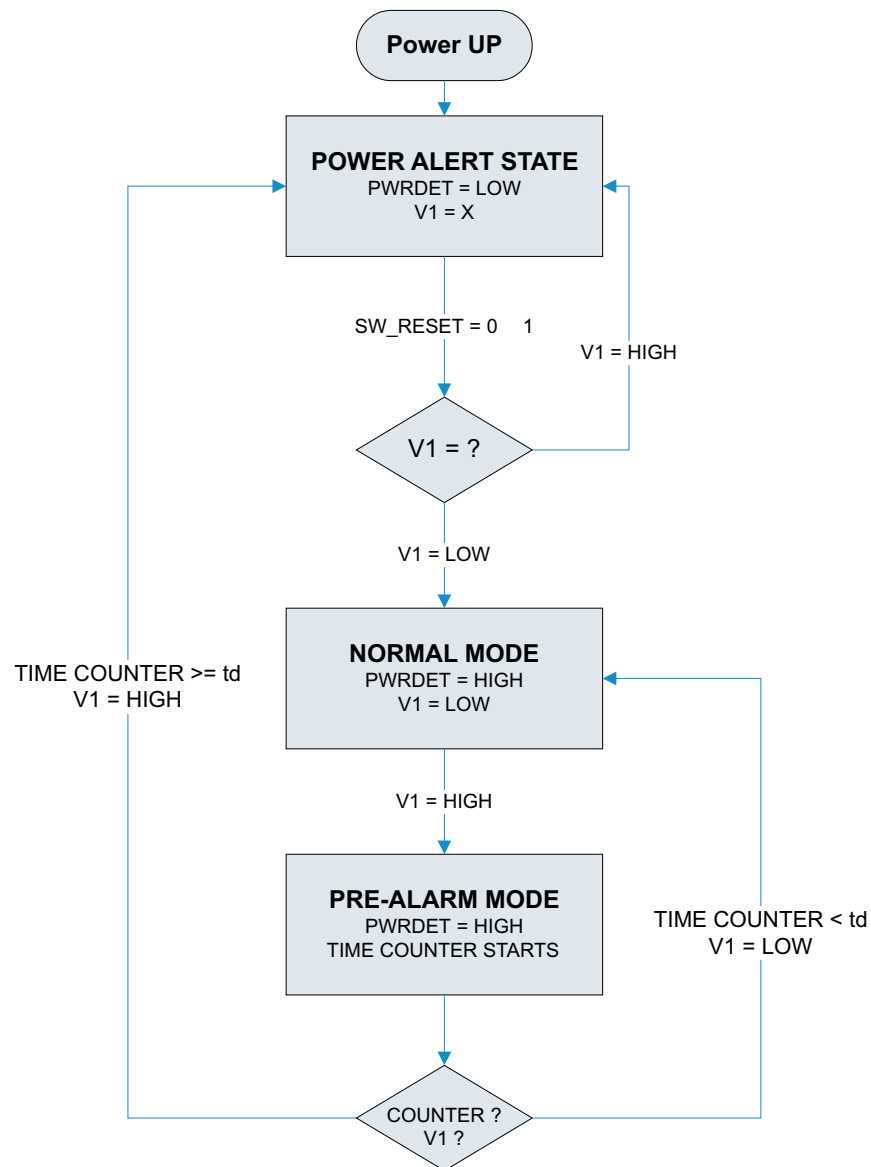 Power UP
POWER ALERT STATE
PWRDET = LOW
V1 = X
SW_RESET = 0 1
V1 = HIGH
V1 = ?
V1 = LOW
NORMAL MODE
PWRDET = HIGH
V1 = LOW
TIME COUNTER >= td
V1 = HIGH
V1 = HIGH
PRE-ALARM MODE
PWRDET = HIGH
TIME COUNTER STARTS
TIME COUNTER < td
V1 = LOW
COUNTER ?
V1 ?